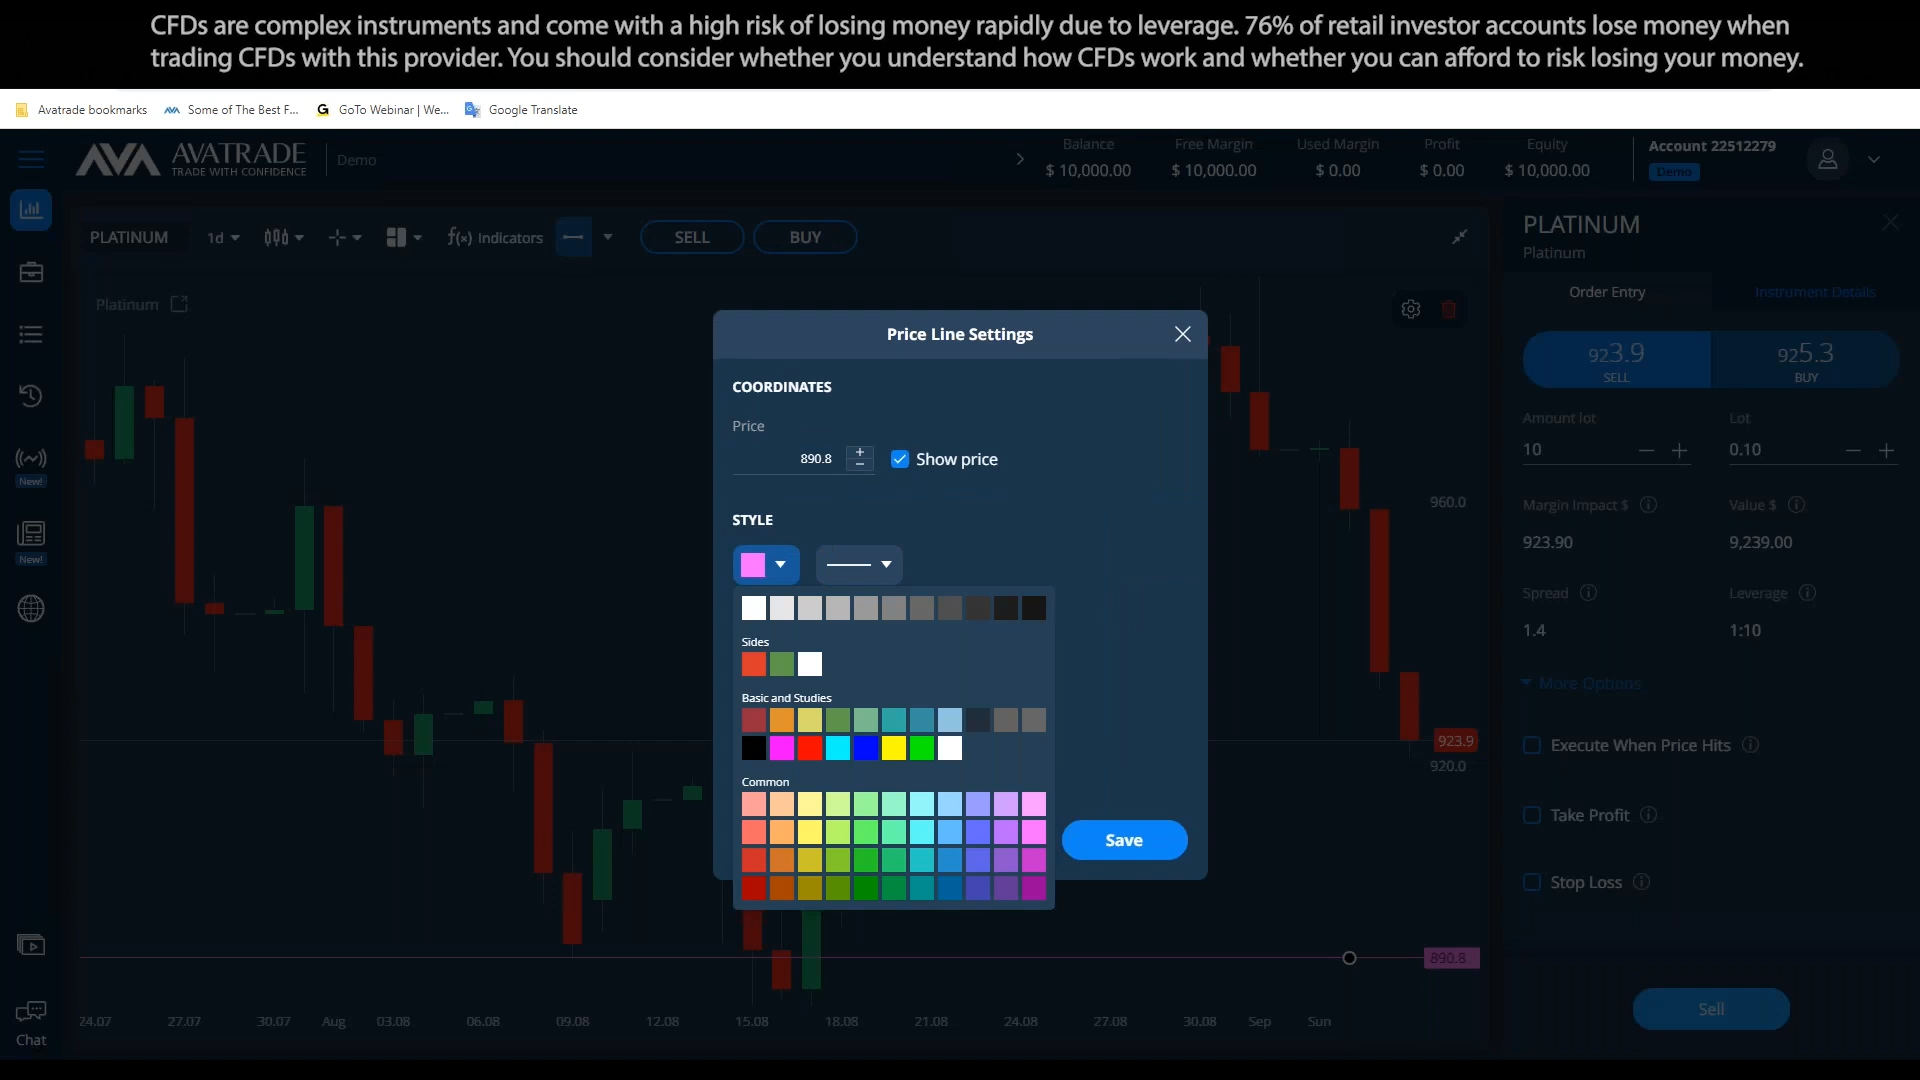 CFDs are complex instruments and come with a high risk of losing money rapidly due to leverage. 76% of retail investor accounts lose money when
trading CFDs with this provider. You should consider whether you understand how CFDs work and whether you can afford to risk losing your money.
Avatrade bookmarks
AVA Some of The Best F...
G GoTo Webinar | We...
Google Translate
AVA AVATRADE
TRADE WITH CONFIDENCE
Demo
Balance Free Margin Used Margin Profit Equity
$ 10,000.00 $ 10,000.00 $ 0.00 $ 0.00 $ 10,000.00
Account 22512279
Demo
PLATINUM 1d f(x) Indicators SELL BUY
Platinum
New!
New!
Chat
Price Line Settings
COORDINATES
Price
890.8 + − Show price
STYLE
Sides
Basic and Studies
Common
Save
960.0
923.9
920.0
890.8
24.07 27.07 30.07 Aug 03.08 06.08 09.08 12.08 15.08 18.08 21.08 24.08 27.08 30.08 Sep Sun
PLATINUM
Platinum
Order Entry Instrument Details
923.9 925.3
SELL BUY
Amount lot Lot
10 − + 0.10 − +
Margin Impact $ Value $
923.90 9,239.00
Spread Leverage
1.4 1:10
More Options
Execute When Price Hits
Take Profit
Stop Loss
Sell